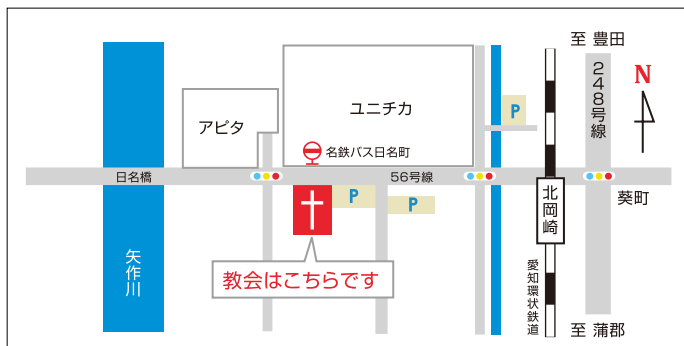 至 豊田
N
248号線
ユニチカ
アピタ
P
名鉄バス日名町
日名橋
56号線
葵町
P
P
北岡崎
矢作川
教会はこちらです
愛知環状鉄道
至 蒲郡